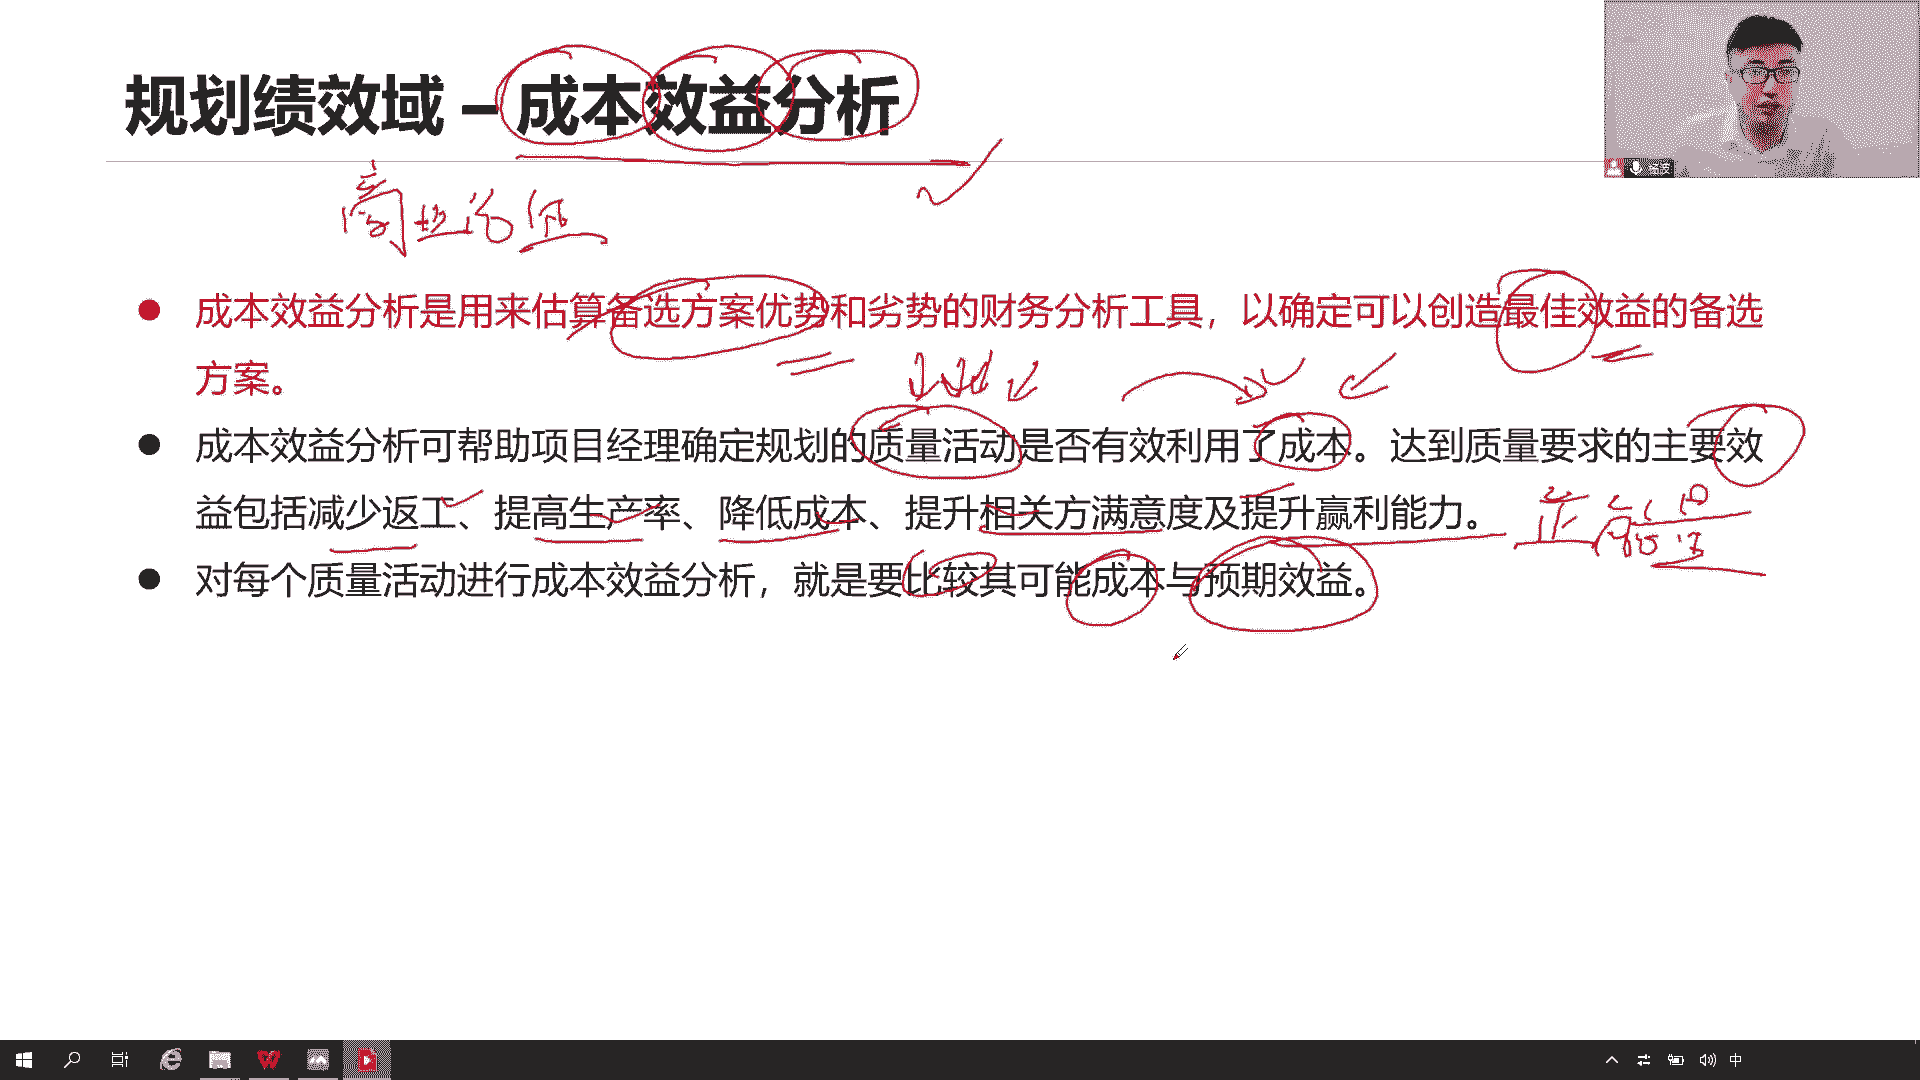 规划绩效域 – 成本效益分析
商业论证
成本效益分析是用来估算备选方案优势和劣势的财务分析工具，以确定可以创造最佳效益的备选
方案。
成本效益分析可帮助项目经理确定规划的质量活动是否有效利用了成本。达到质量要求的主要效
益包括减少返工、提高生产率、降低成本、提升相关方满意度及提升赢利能力。
对每个质量活动进行成本效益分析，就是要比较其可能成本与预期效益。
中